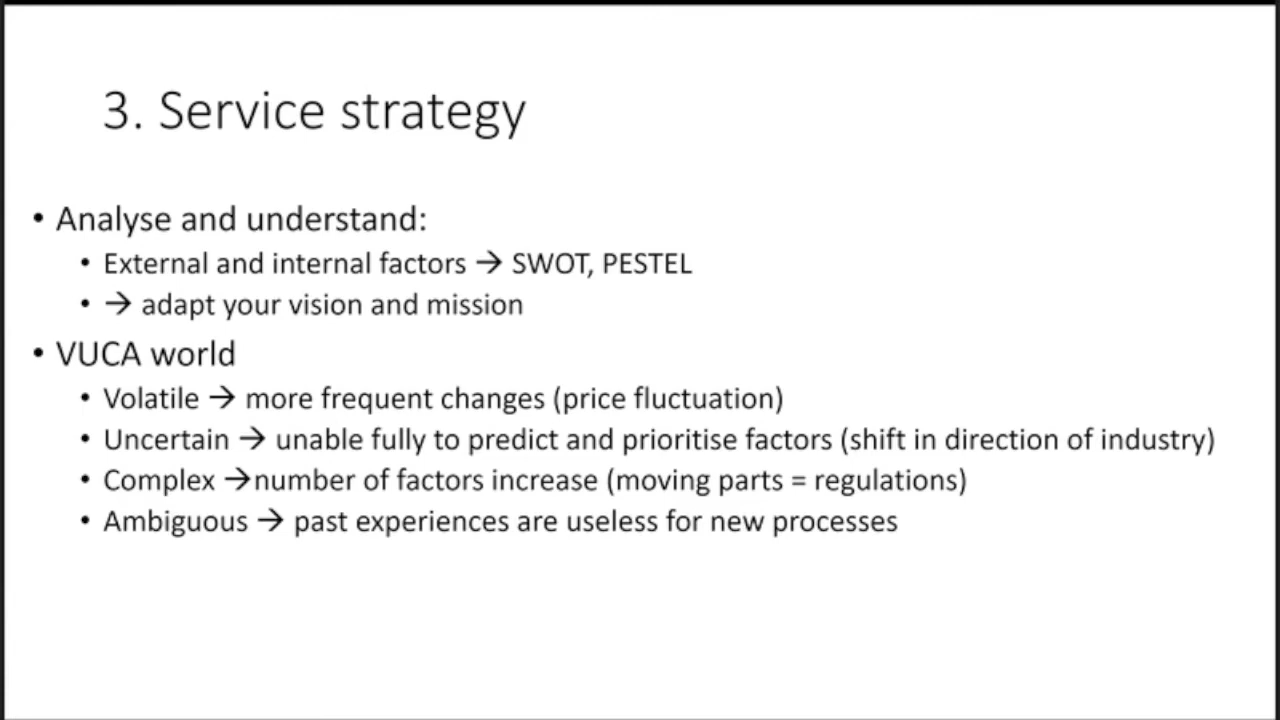 3. Service strategy
• Analyse and understand:
• External and internal factors → SWOT, PESTEL
• → adapt your vision and mission
• VUCA world
• Volatile → more frequent changes (price fluctuation)
• Uncertain → unable fully to predict and prioritise factors (shift in direction of industry)
• Complex →number of factors increase (moving parts = regulations)
• Ambiguous → past experiences are useless for new processes